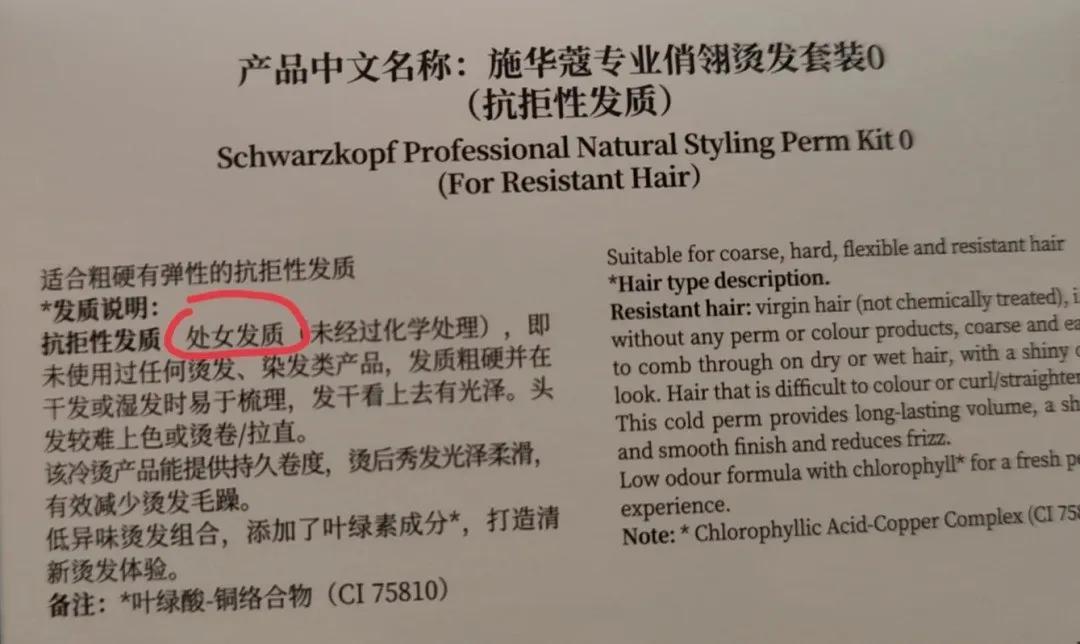 产品中文名称：施华蔻专业俏翎烫发套装0
（抗拒性发质）
Schwarzkopf Professional Natural Styling Perm Kit 0
(For Resistant Hair)
适合粗硬有弹性的抗拒性发质
*发质说明：
抗拒性发质 处女发质（未经过化学处理），即
未使用过任何烫发、染发类产品，发质粗硬并在
干发或湿发时易于梳理，发干看上去有光泽。头
发较难上色或烫卷/拉直。
该冷烫产品能提供持久卷度，烫后秀发光泽柔滑，
有效减少烫发毛躁。
低异味烫发组合，添加了叶绿素成分*，打造清
新烫发体验。
备注：*叶绿酸-铜络合物（CI 75810）
Suitable for coarse, hard, flexible and resistant hair
*Hair type description.
Resistant hair: virgin hair (not chemically treated),
without any perm or colour products, coarse and
to comb through on dry or wet hair, with a shiny
look. Hair that is difficult to colour or curl/straighten
This cold perm provides long-lasting volume, a
and smooth finish and reduces frizz.
Low odour formula with chlorophyll* for a fresh
experience.
Note: * Chlorophyllic Acid-Copper Complex (CI